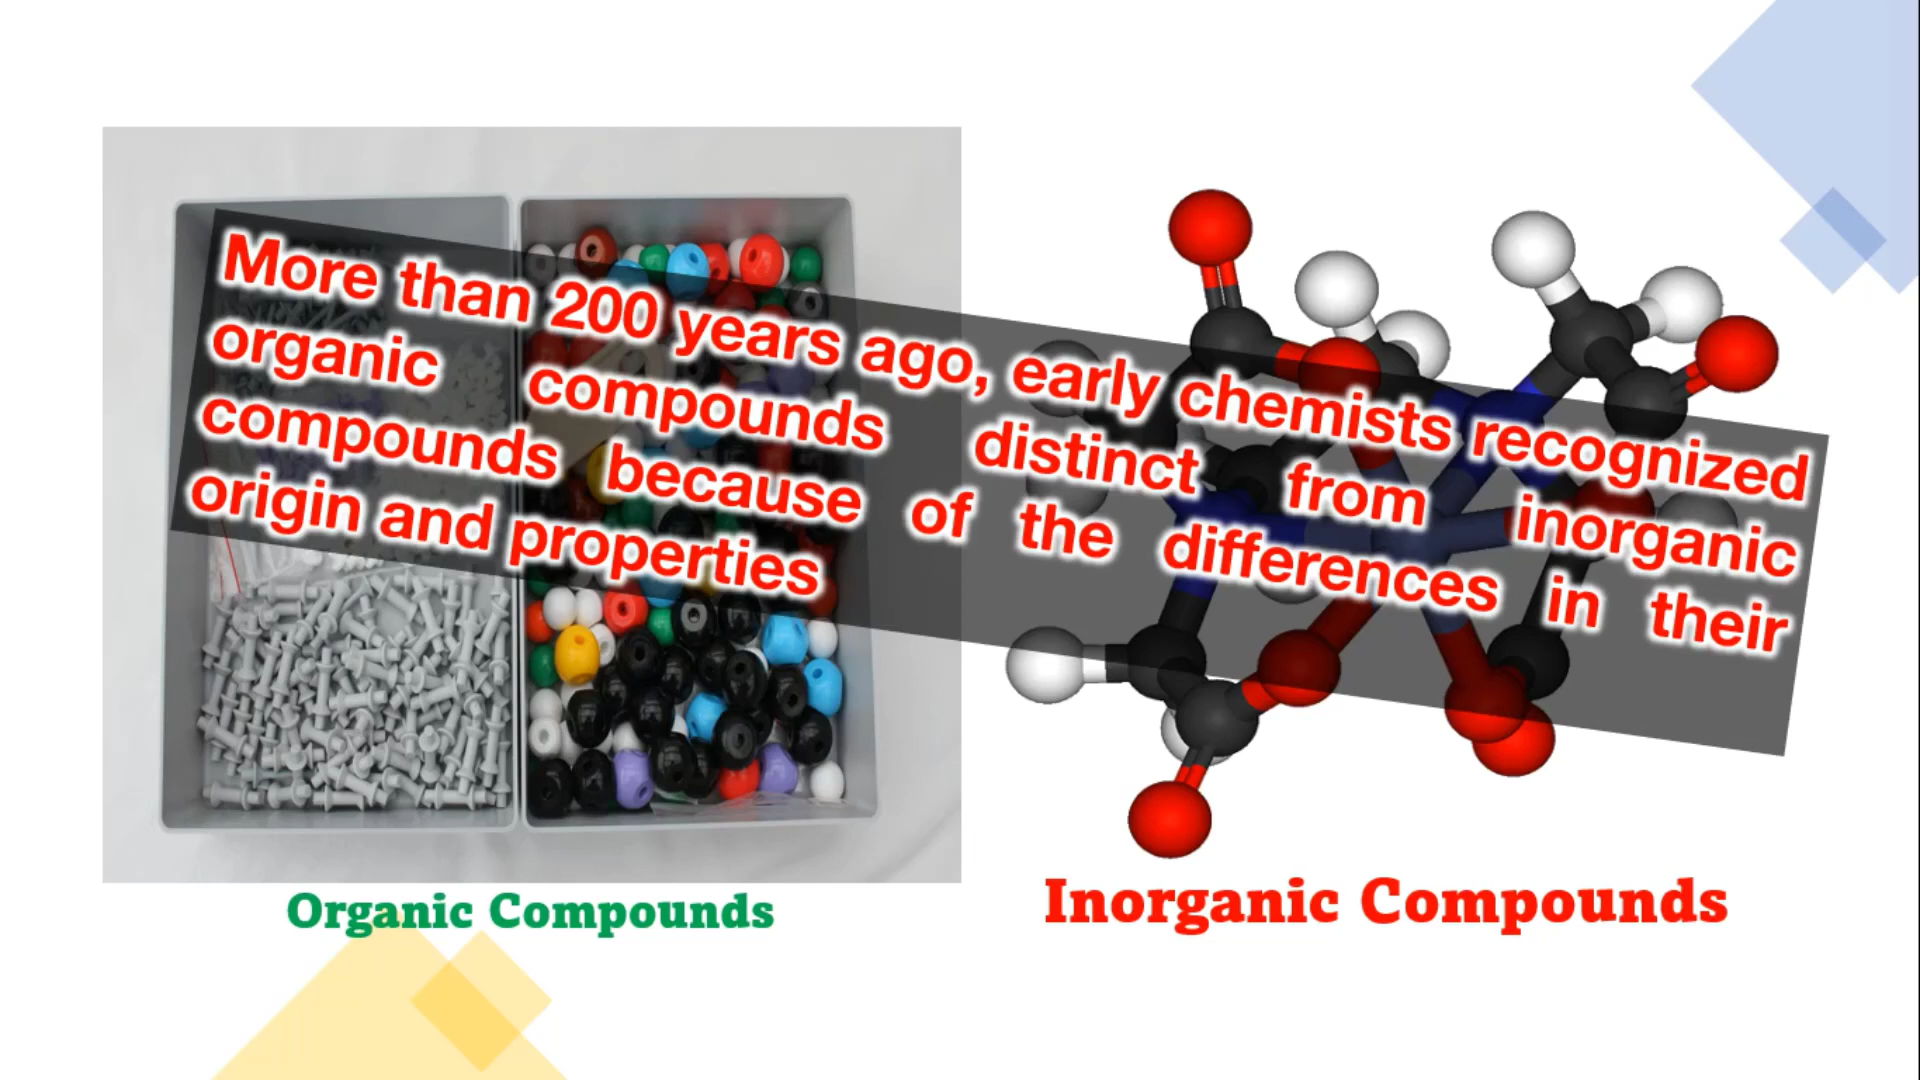 More than 200 years ago, early chemists recognized
organic compounds distinct from inorganic
compounds because of the differences in their
origin and properties
Organic Compounds
Inorganic Compounds